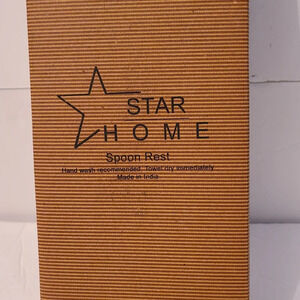 STAR
HOME
Spoon Rest
Hand wash recommended. Towel dry immediately
Made in India